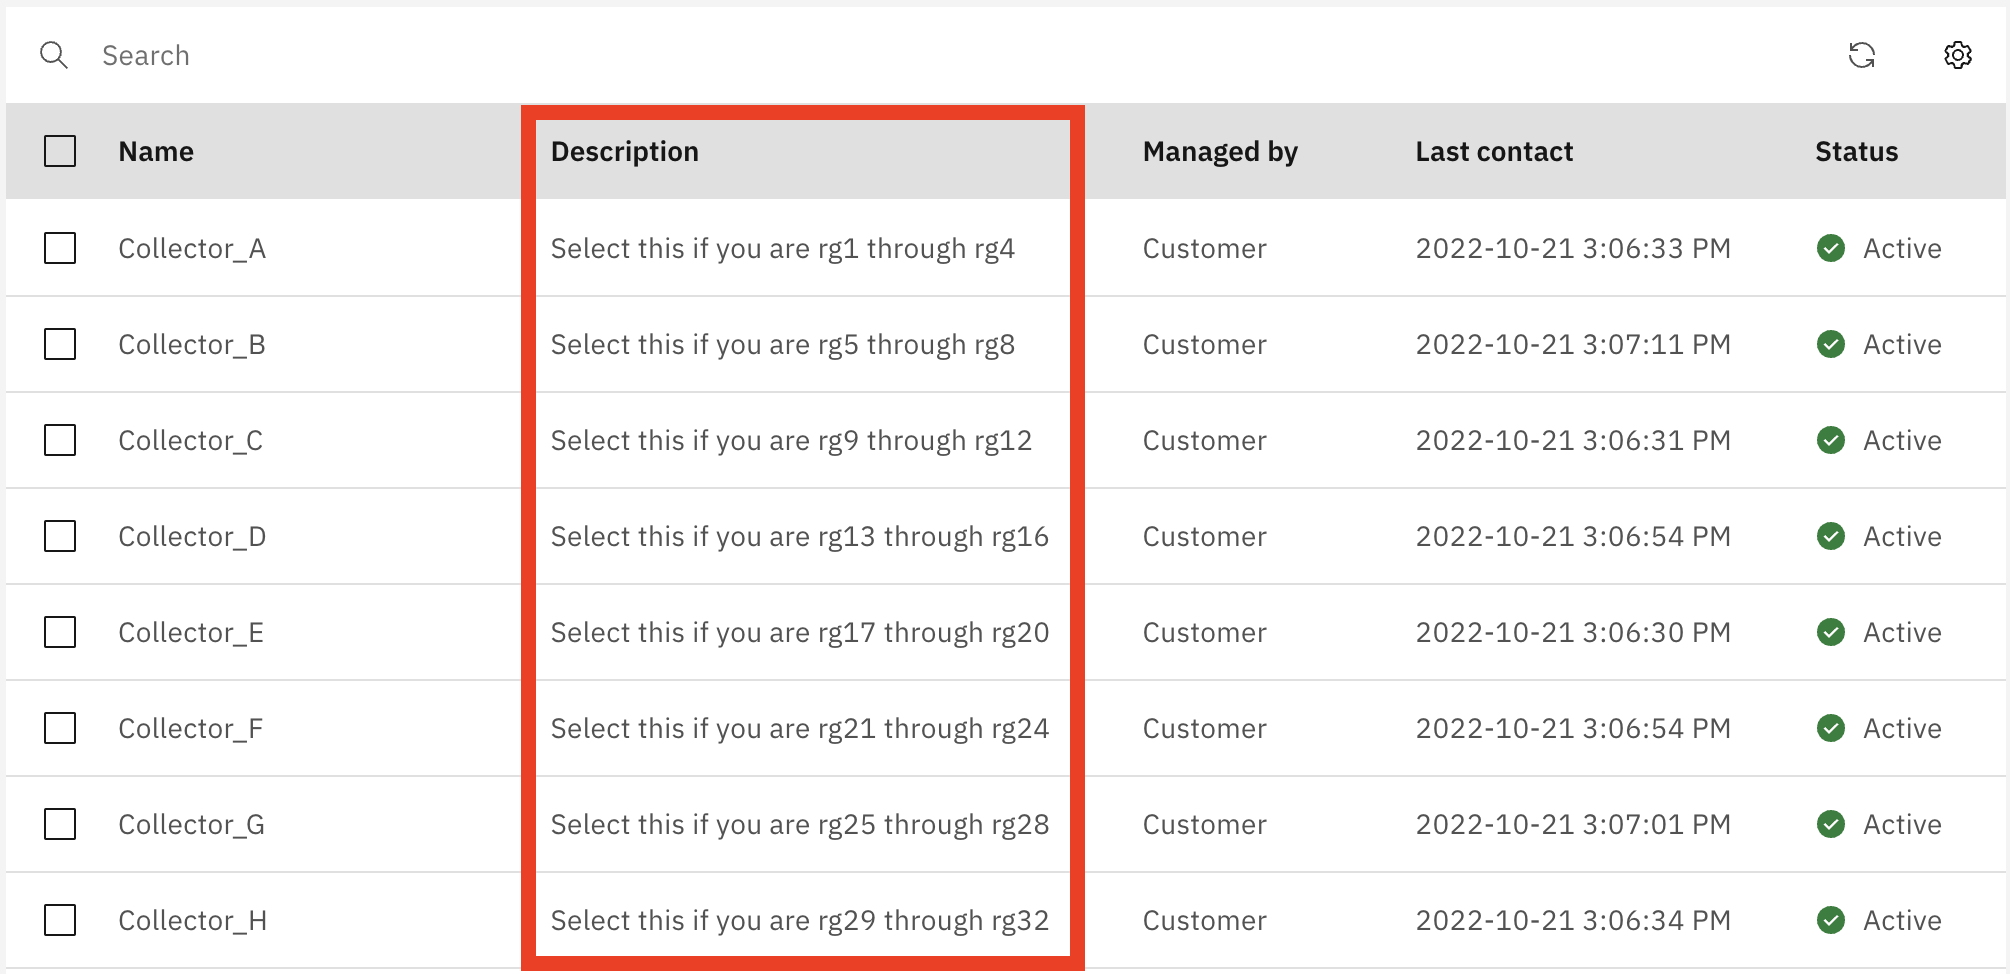 Search
Name Description Managed by Last contact Status
Collector_A Select this if you are rg1 through rg4 Customer 2022-10-21 3:06:33 PM Active
Collector_B Select this if you are rg5 through rg8 Customer 2022-10-21 3:07:11 PM Active
Collector_C Select this if you are rg9 through rg12 Customer 2022-10-21 3:06:31 PM Active
Collector_D Select this if you are rg13 through rg16 Customer 2022-10-21 3:06:54 PM Active
Collector_E Select this if you are rg17 through rg20 Customer 2022-10-21 3:06:30 PM Active
Collector_F Select this if you are rg21 through rg24 Customer 2022-10-21 3:06:54 PM Active
Collector_G Select this if you are rg25 through rg28 Customer 2022-10-21 3:07:01 PM Active
Collector_H Select this if you are rg29 through rg32 Customer 2022-10-21 3:06:34 PM Active